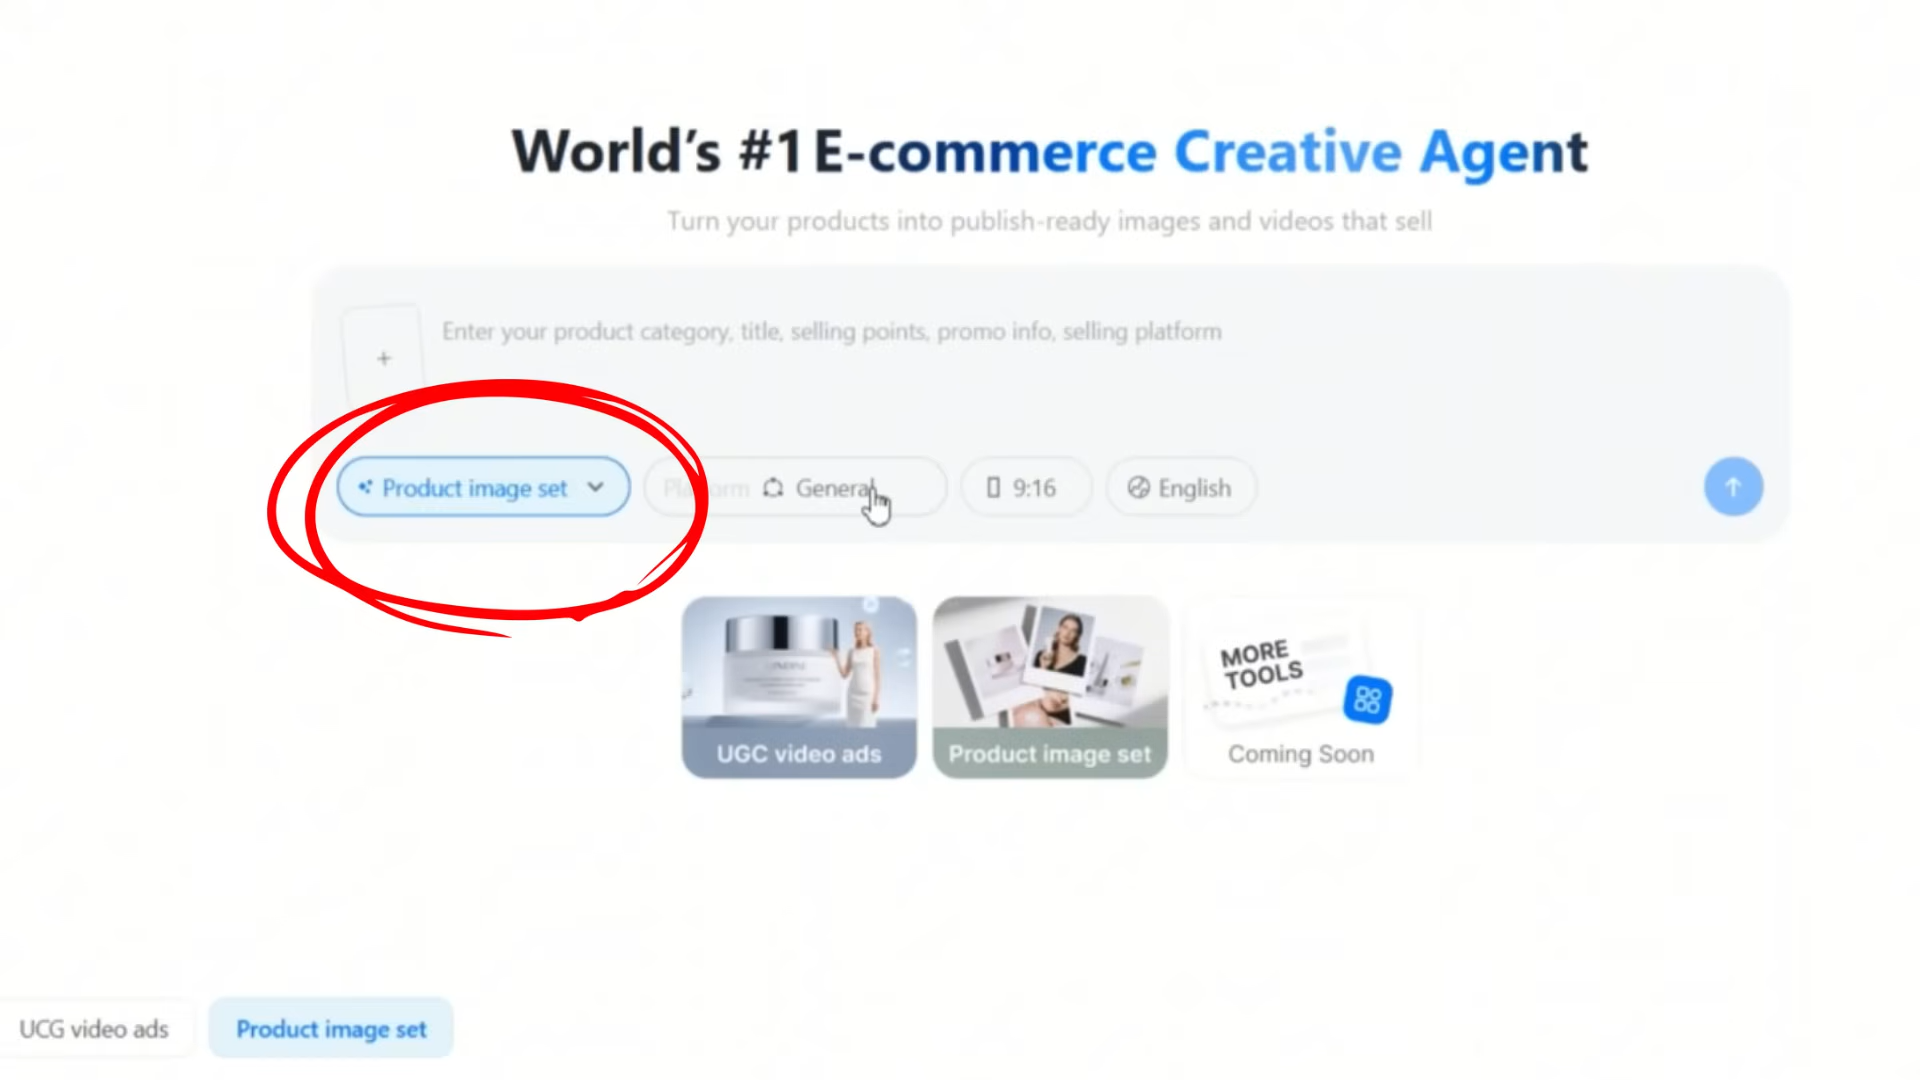 World's #1 E-commerce Creative Agent
Turn your products into publish-ready images and videos that sell
+
Enter your product category, title, selling points, promo info, selling platform
Product image set
Platform General
9:16
English
UGC video ads
Product image set
MORE
TOOLS
Coming Soon
UCG video ads
Product image set